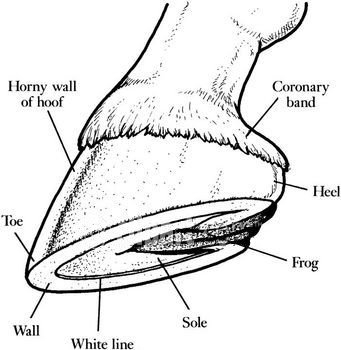 Horny wall
of hoof
Coronary
band
Heel
Toe
Frog
Sole
Wall
White line